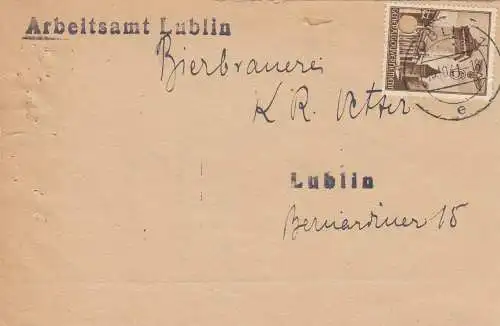 Arbeitsamt Lublin
Bierbrauerei
K. R. Vetter
Lublin
Bernardiner 15
e